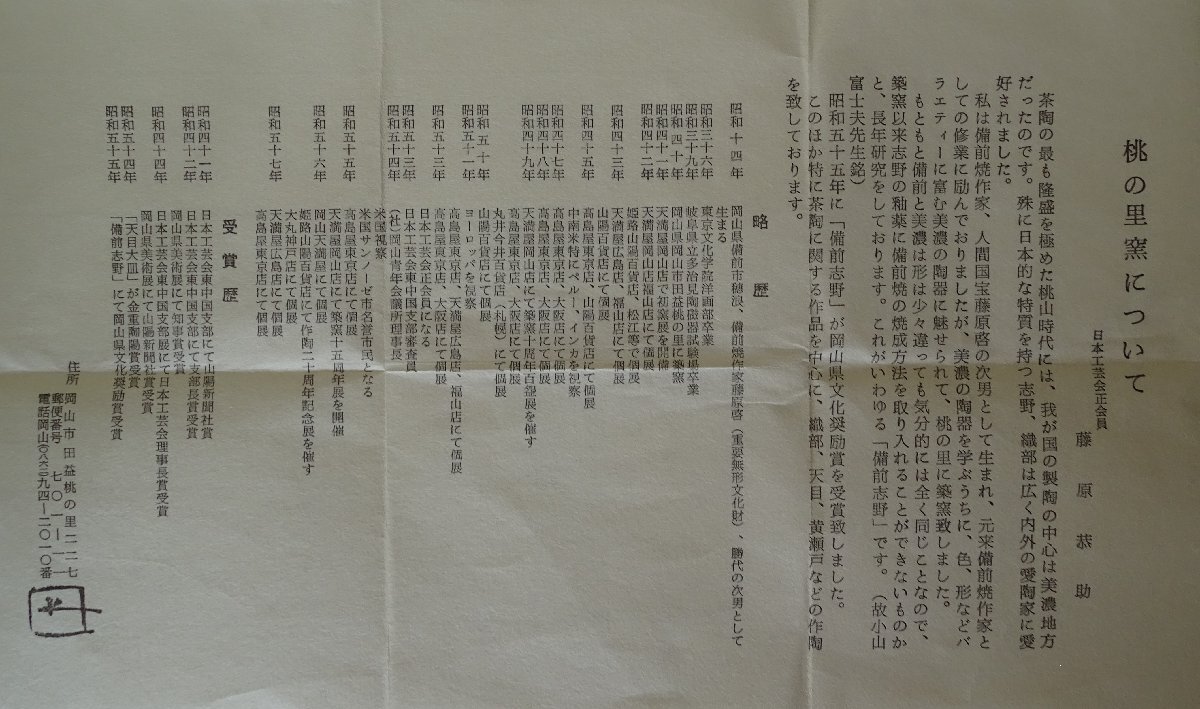 桃の里窯について
日本工芸会正会員
藤原恭助
茶陶の最も隆盛を極めた桃山時代には、我が国の製陶の中心は美濃地方
だったのです。殊に日本的な特質を持つ志野、織部は広く内外の愛陶家に愛
好されました。
私は備前焼作家、人間国宝藤原啓の次男として生まれ、元来備前焼作家と
しての修業に励んでおりましたが、美濃の陶器を学ぶうちに、色、形などバ
ラェティーに富む美濃の陶器に魅せられて、桃の里に築窯致しました。
もともと備前と美濃は形は少々違っても気分的には全く同じことなので、
築窯以来志野の釉薬に備前焼の焼成方法を取り入れることができないものか
と、長年研究をしております。これがいわゆる「備前志野」です。（故小山
富士夫先生銘）
昭和五十五年に「備前志野」が岡山県文化奨励賞を受賞致しました。
このほか特に茶陶に関する作品を中心に、織部、天目、黄瀬戸などの作陶
を致しております。
略歴
昭和十四年 岡山県備前市穂浪、備前焼作家藤原啓（重要無形文化財）、勝代の次男として
生まる
昭和三十六年 東京文化学院洋画部卒業
昭和三十九年 岐阜県立多治見陶磁器試験場卒業
昭和四十年 岡山県岡山市田益桃の里に築窯
昭和四十一年 天満屋岡山店で初窯展を開催
昭和四十二年 天満屋岡山店福山店にて個展
姫路山陽百貨店、松江等で個展
昭和四十三年 天満屋広島店、福山店にて個展
山陽百貨店にて個展
昭和四十五年 高島屋東京店、山陽百貨店にて個展
中南米特にペルー、インカを視察
昭和四十七年 高島屋東京店、大阪店にて個展
昭和四十八年 高島屋東京店、大阪店にて個展
昭和四十九年 天満屋岡山店にて築窯十周年百盌展を催す
丸井今井百貨店（札幌）にて個展
昭和五十年 山陽百貨店にて個展
昭和五十一年 ヨーロッパを視察
高島屋東京店、天満屋広島店、福山店にて個展
昭和五十三年 高島屋東京店、大阪店にて個展
日本工芸会正会員になる
昭和五十三年 日本工芸会東中国支部審査員
昭和五十四年 （社）岡山青年会議所理事長
米国視察
米国サンノーゼ市名誉市民となる
昭和五十五年 高島屋東京店にて個展
天満屋岡山店にて築窯十五周年展を開催
昭和五十六年 岡山天満屋にて個展
姫路山陽百貨店にて作陶二十周年記念展を催す
大丸神戸店にて個展
昭和五十七年 天満屋広島店にて個展
高島屋東京店にて個展
受賞歴
昭和四十一年 日本工芸会東中国支部にて山陽新聞社賞
昭和四十二年 日本工芸会東中国支部にて支部長賞受賞
岡山県美術展にて知事賞受賞
昭和四十四年 日本工芸会東中国支部展にて日本工芸会理事長賞受賞
岡山県美術展にて山陽新聞社賞受賞
昭和五十四年 「天目大皿」が金重陶陽賞受賞
昭和五十五年 「備前志野」にて岡山県文化奨励賞受賞
住所 岡山市田益桃の里二二七
郵便番号 七〇一ー一一
電話岡山（〇八六二）九四ー二〇一〇番